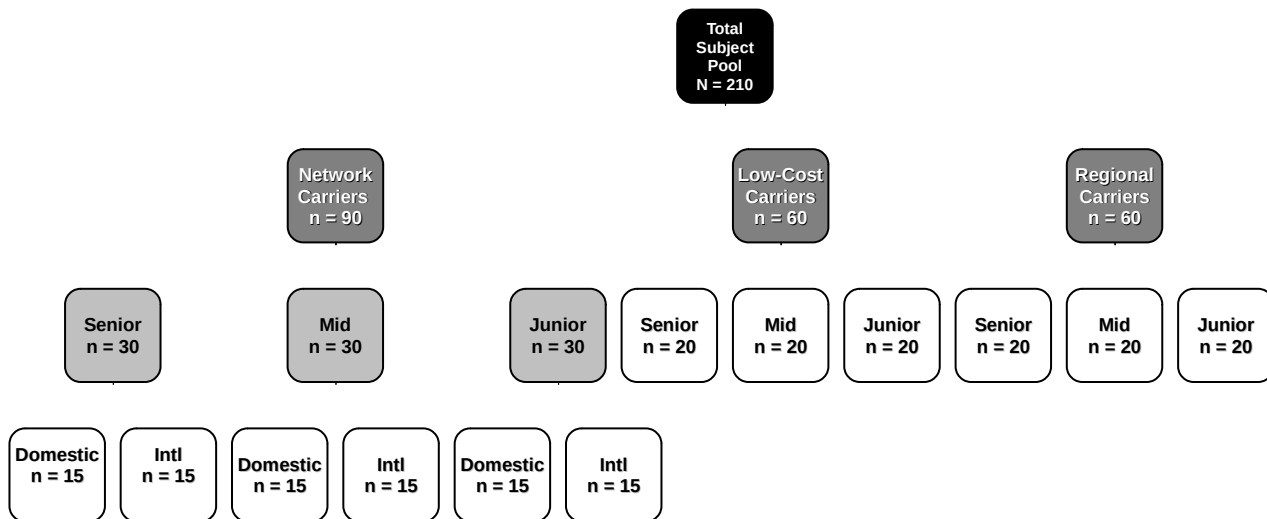 Total
Subject
Pool
N = 210
Network
Carriers
n = 90
Low-Cost
Carriers
n = 60
Regional
Carriers
n = 60
Senior
n = 30
Mid
n = 30
Junior
n = 30
Senior
n = 20
Mid
n = 20
Junior
n = 20
Senior
n = 20
Mid
n = 20
Junior
n = 20
Domestic
n = 15
Intl
n = 15
Domestic
n = 15
Intl
n = 15
Domestic
n = 15
Intl
n = 15